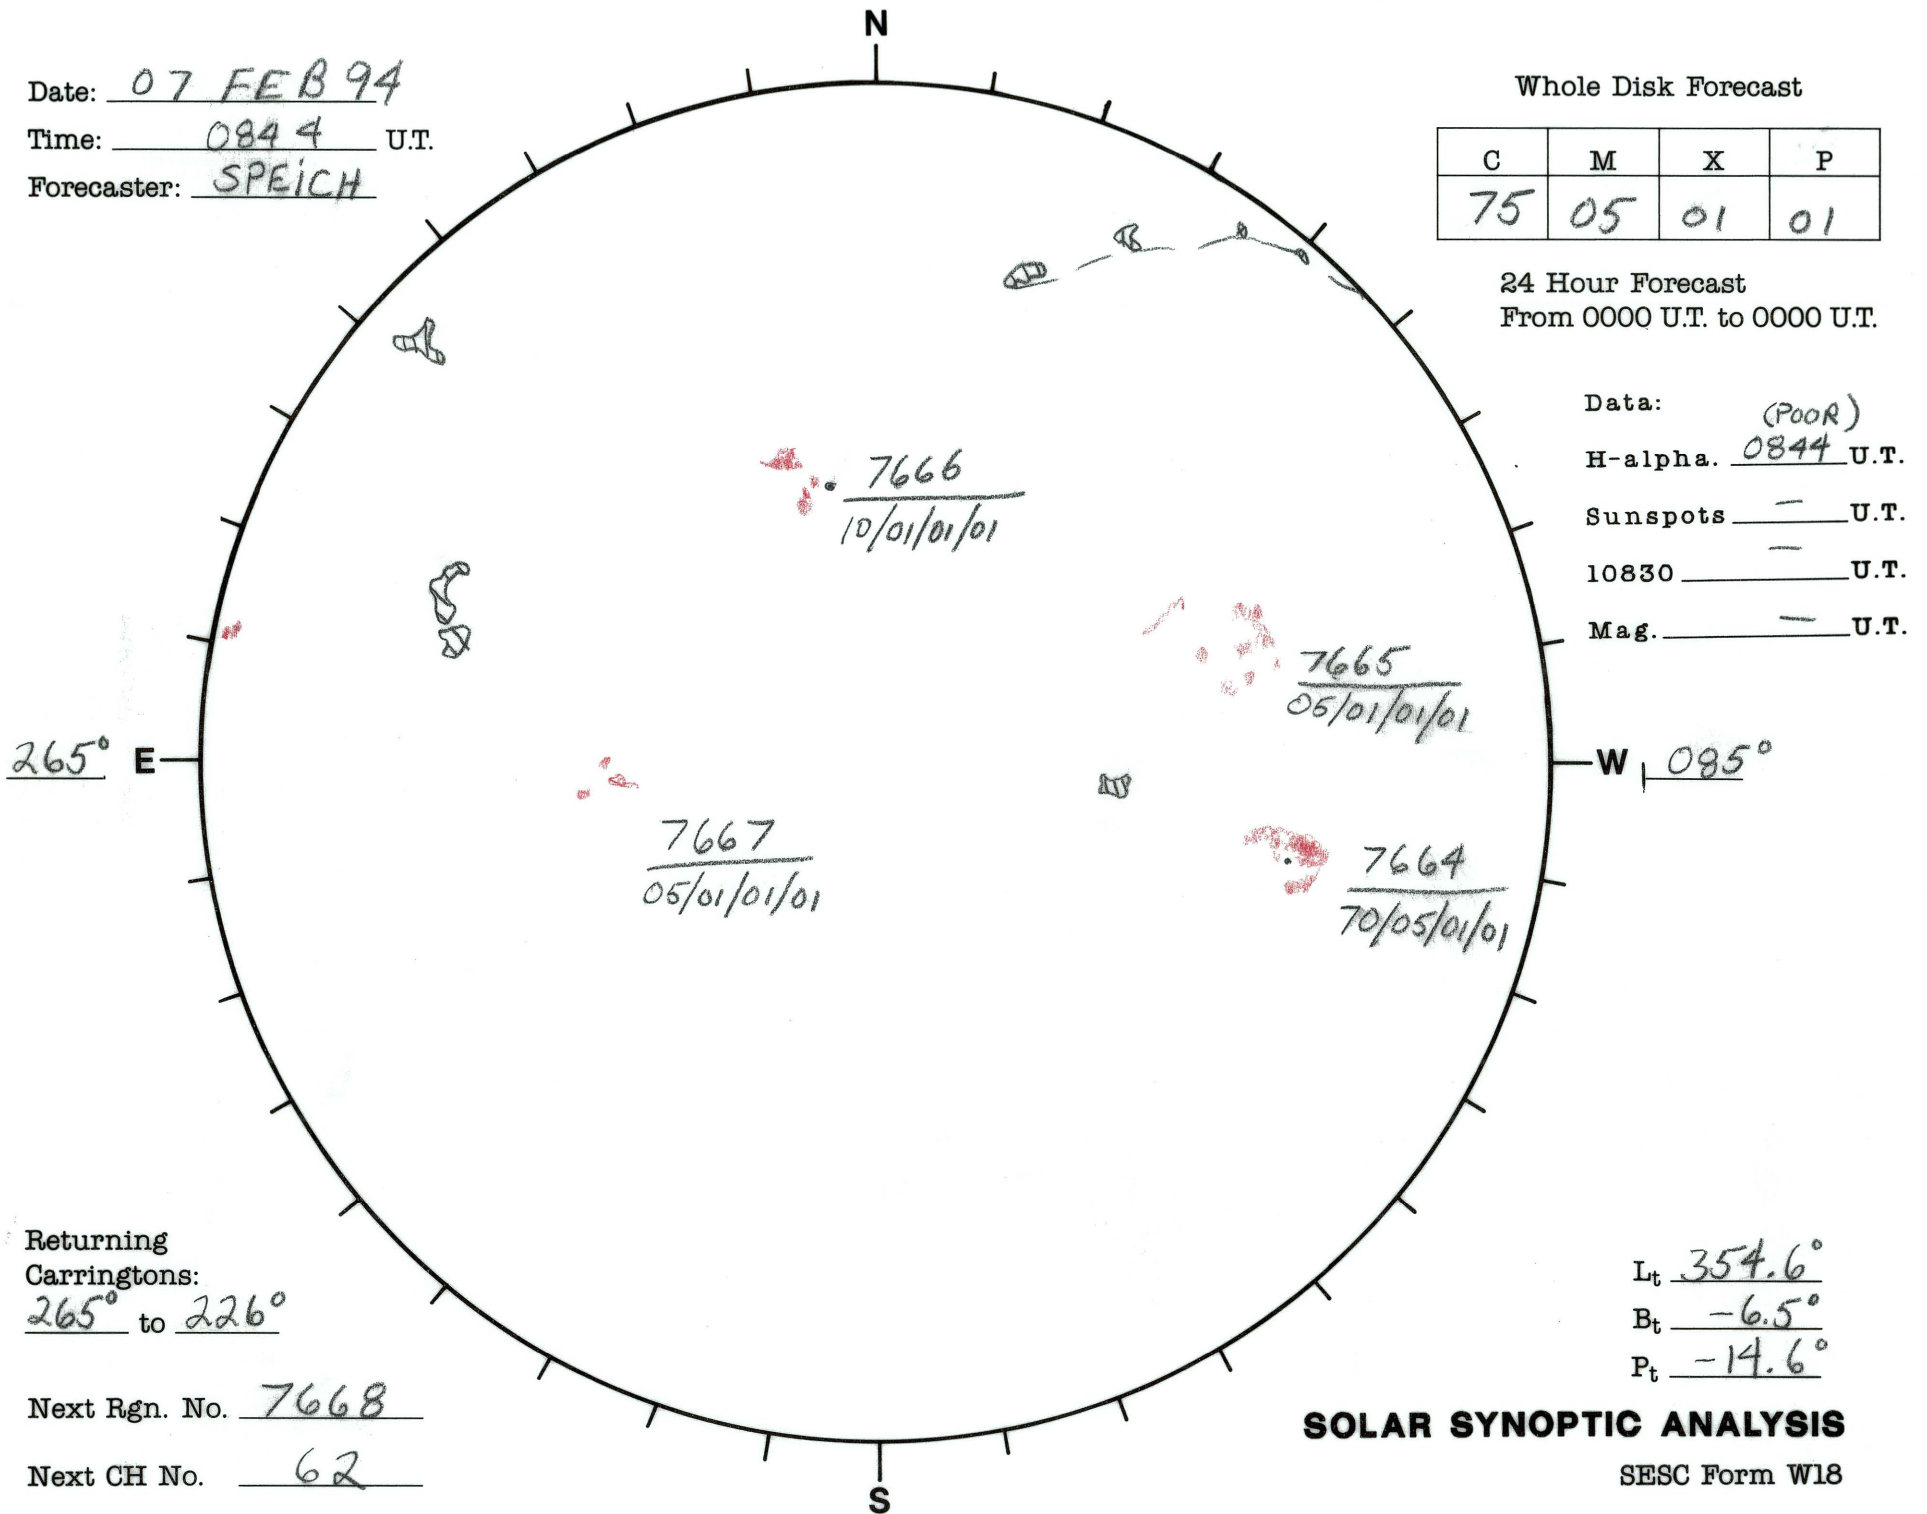 N
Date: 07 FEB 94
Time: 0844 U.T.
Forecaster: SPEICH
Whole Disk Forecast
C M X P
75 05 01 01
24 Hour Forecast
From 0000 U.T. to 0000 U.T.
Data: (POOR)
H-alpha. 0844 U.T.
Sunspots — U.T.
10830 — U.T.
Mag. — U.T.
7666
10/01/01/01
7665
05/01/01/01
265° E
W 085°
7667
05/01/01/01
7664
70/05/01/01
Returning
Carringtons:
265° to 226°
Next Rgn. No. 7668
Next CH No. 62
Lt 354.6°
Bt -6.5°
Pt -14.6°
SOLAR SYNOPTIC ANALYSIS
SESC Form W18
S